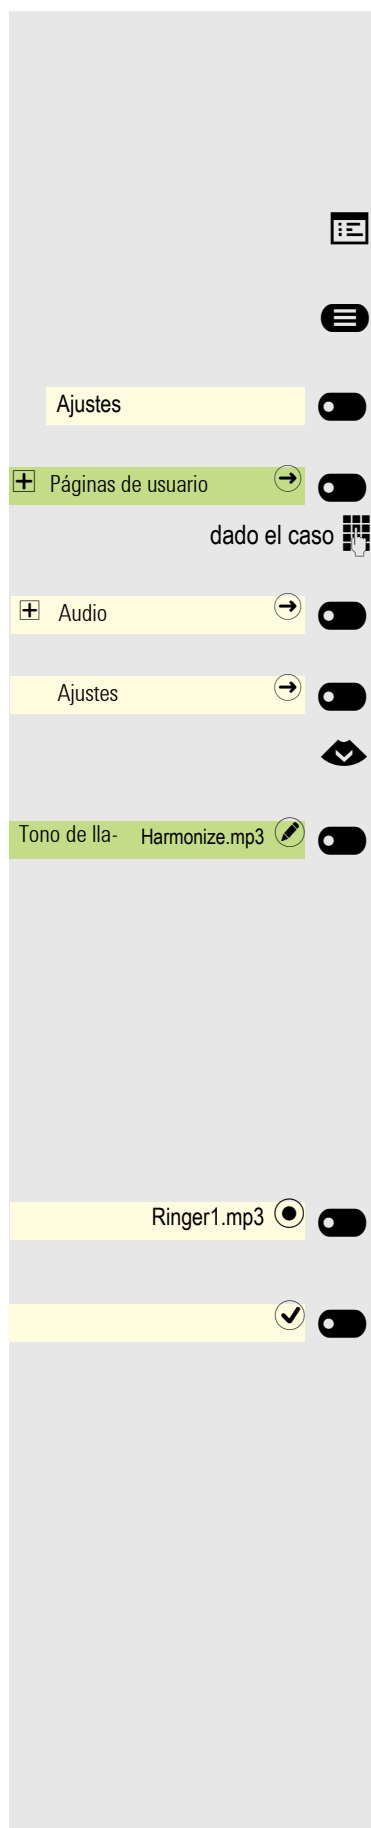 Ajustes
Páginas de usuario
dado el caso
Audio
Ajustes
Tono de lla- Harmonize.mp3
Ringer1.mp3